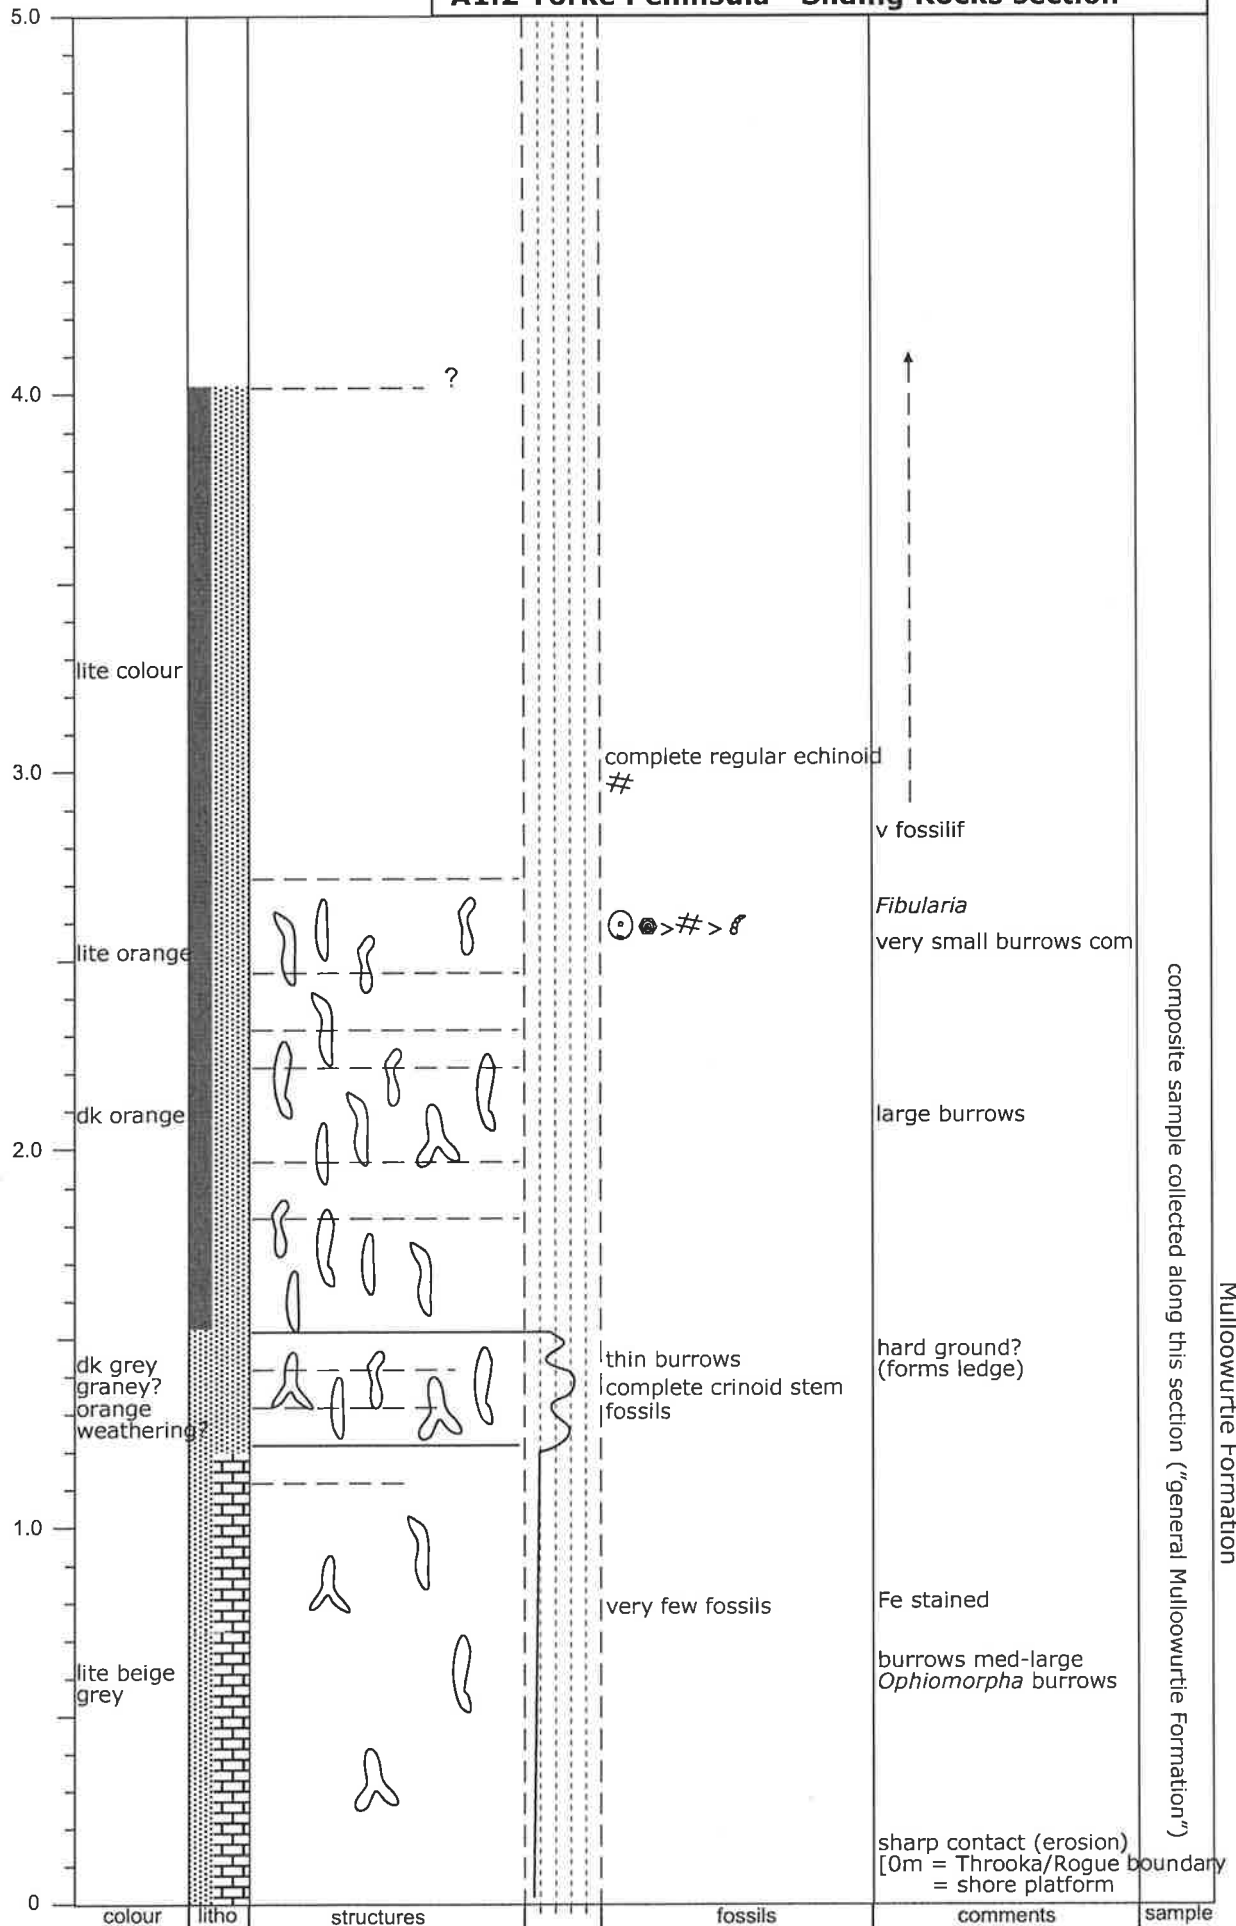 A1.2 Yorke Peninsula - Sliding Rocks Section
5.0
?
4.0
lite colour
complete regular echinoid
3.0
v fossilif
Fibularia
lite orange
> # >
very small burrows com
dk orange
large burrows
2.0
hard ground?
(forms ledge)
dk grey
graney?
orange
weathering?
thin burrows
complete crinoid stem
fossils
1.0
very few fossils
Fe stained
lite beige
grey
burrows med-large
Ophiomorpha burrows
sharp contact (erosion)
[0m = Throoka/Rogue boundary
= shore platform
0
colour
litho
structures
fossils
comments
sample
composite sample collected along this section ("general Mulloowurtie Formation")
Mulloowurtie Formation